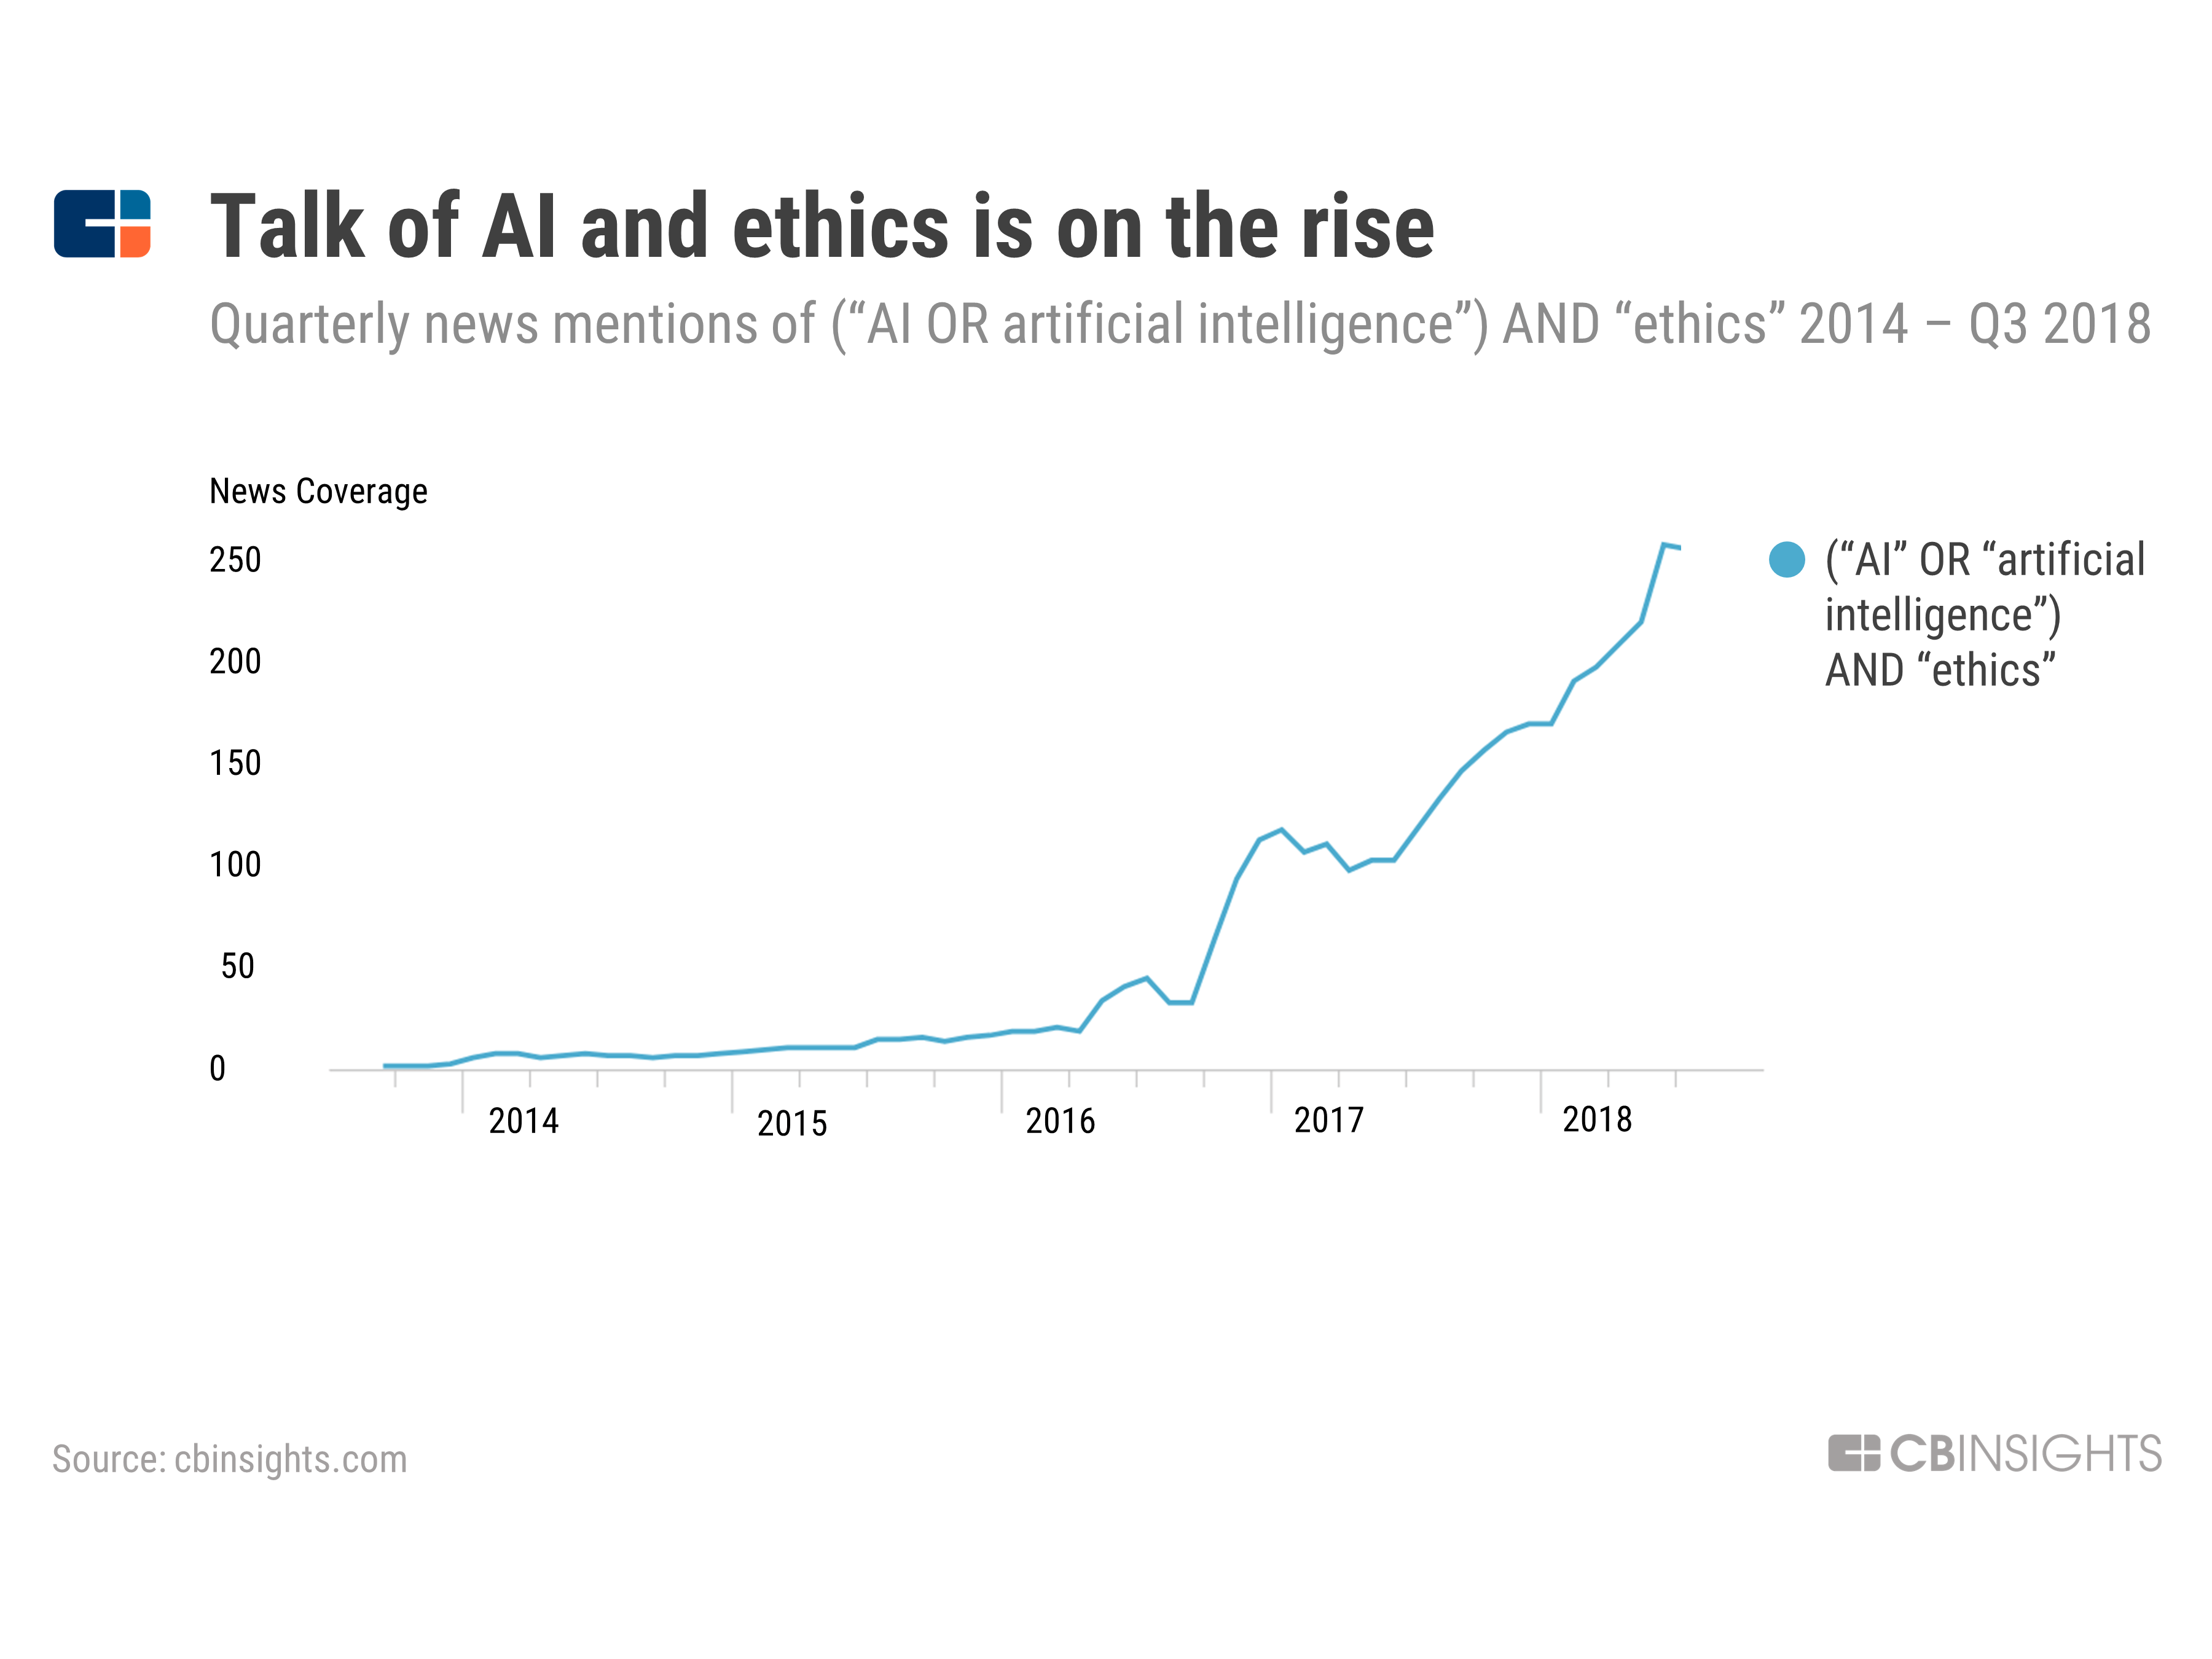 Talk of AI and ethics is on the rise
Quarterly news mentions of (““AI OR artificial intelligence””) AND “ethics” 2014 – Q3 2018
News Coverage
250
200
150
100
50
0
(““AI”” OR “artificial
intelligence””)
AND “ethics”
2014
2015
2016
2017
2018
Source: cbinsights.com
CBINSIGHTS